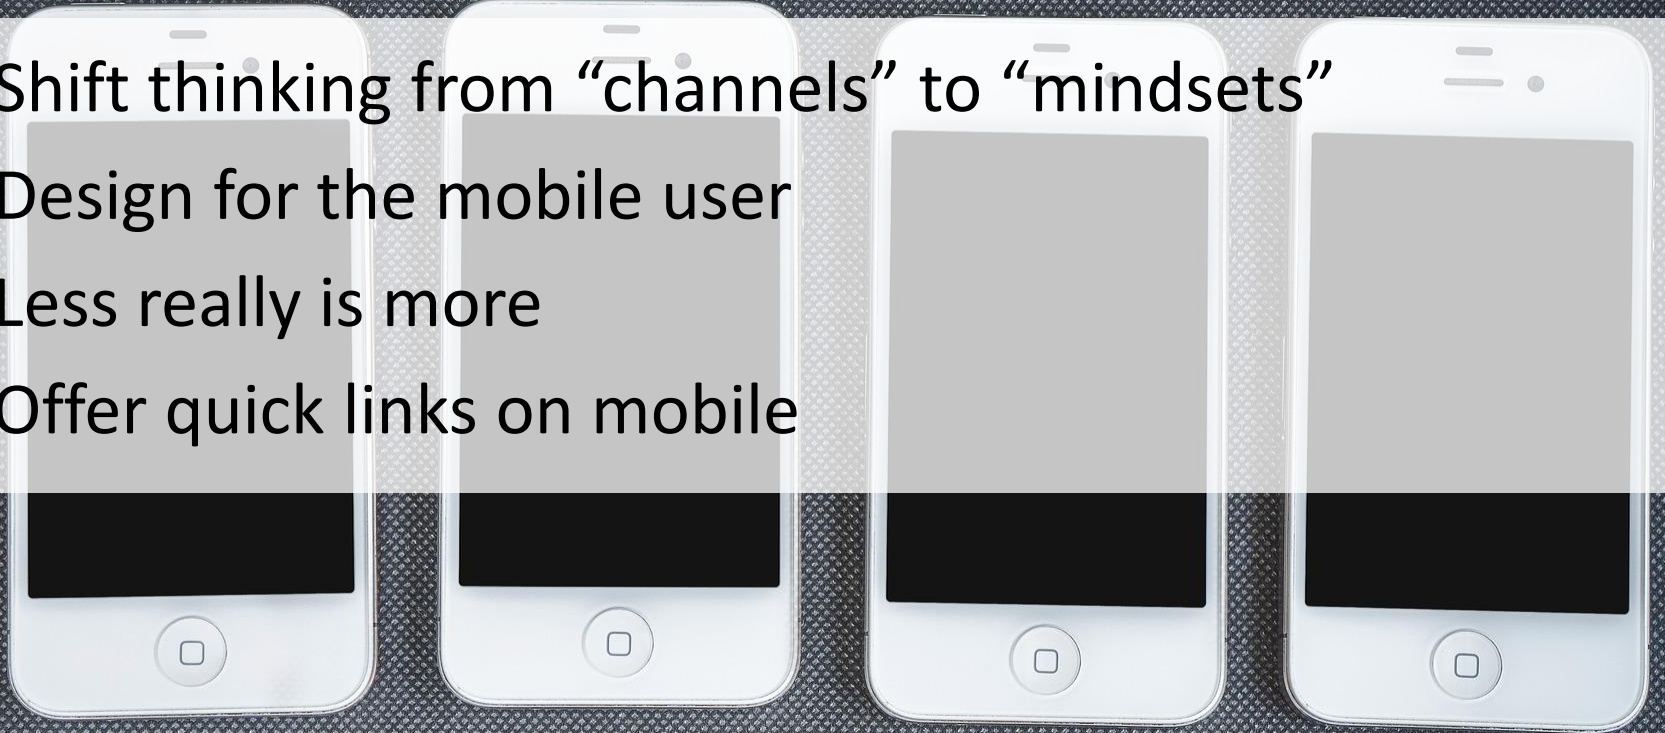 Shift thinking from “channels” to “mindsets”
Design for the mobile user
Less really is more
Offer quick links on mobile